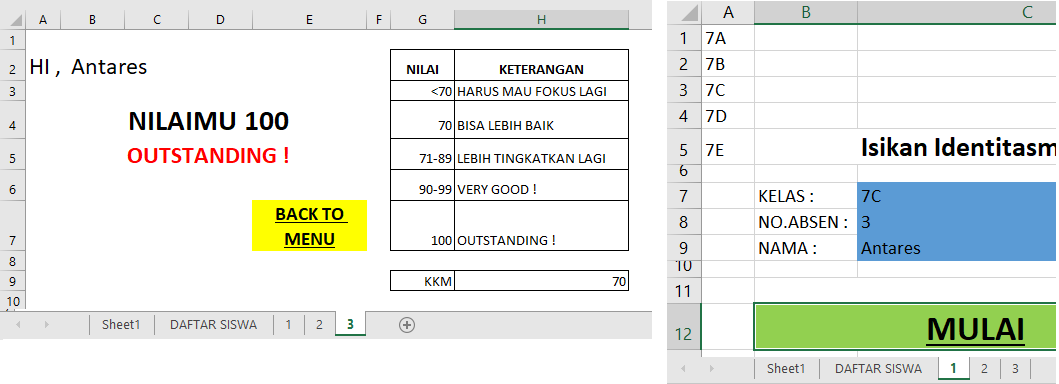 A B C D E F G H
1
2 HI , Antares NILAI KETERANGAN
3 <70 HARUS MAU FOKUS LAGI
4 NILAIMU 100 70 BISA LEBIH BAIK
5 OUTSTANDING ! 71-89 LEBIH TINGKATKAN LAGI
6 90-99 VERY GOOD !
BACK TO
7 MENU 100 OUTSTANDING !
8
9 KKM 70
10
Sheet1 DAFTAR SISWA 1 2 3
A B C
1 7A
2 7B
3 7C
4 7D
5 7E Isikan Identitasm
6
7 KELAS : 7C
8 NO.ABSEN : 3
9 NAMA : Antares
10
11
12 MULAI
Sheet1 DAFTAR SISWA 1 2 3